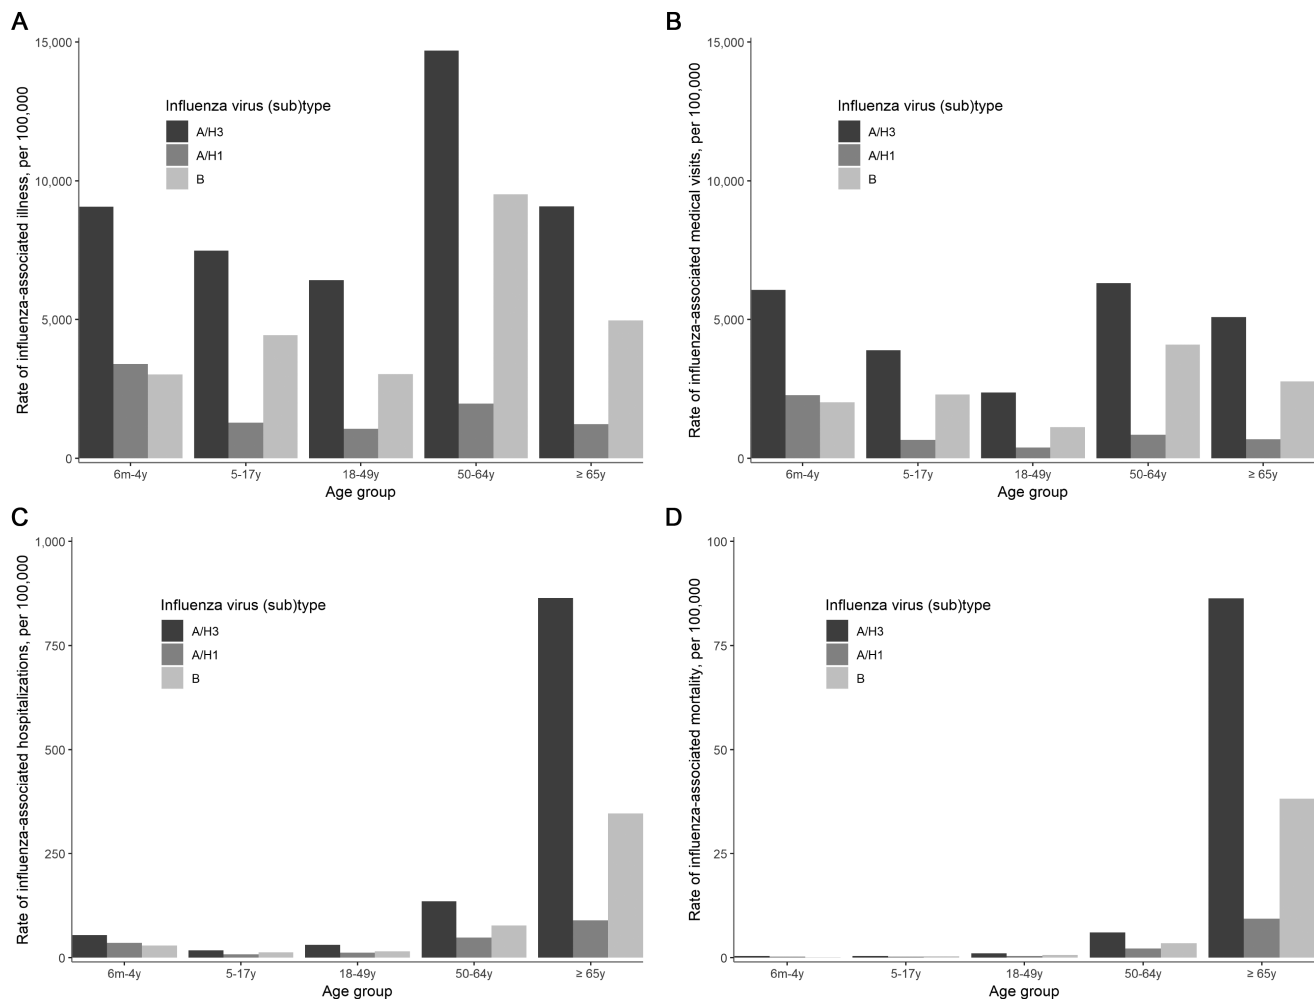 A
Rate of influenza-associated illness, per 100,000
15,000
10,000
5,000
0
Influenza virus (sub)type
A/H3
A/H1
B
6m-4y 5-17y 18-49y 50-64y ≥ 65y
Age group
B
Rate of influenza-associated medical visits, per 100,000
15,000
10,000
5,000
0
Influenza virus (sub)type
A/H3
A/H1
B
6m-4y 5-17y 18-49y 50-64y ≥ 65y
Age group
C
Rate of influenza-associated hospitalizations, per 100,000
1,000
750
500
250
0
Influenza virus (sub)type
A/H3
A/H1
B
6m-4y 5-17y 18-49y 50-64y ≥ 65y
Age group
D
Rate of influenza-associated mortality, per 100,000
100
75
50
25
0
Influenza virus (sub)type
A/H3
A/H1
B
6m-4y 5-17y 18-49y 50-64y ≥ 65y
Age group